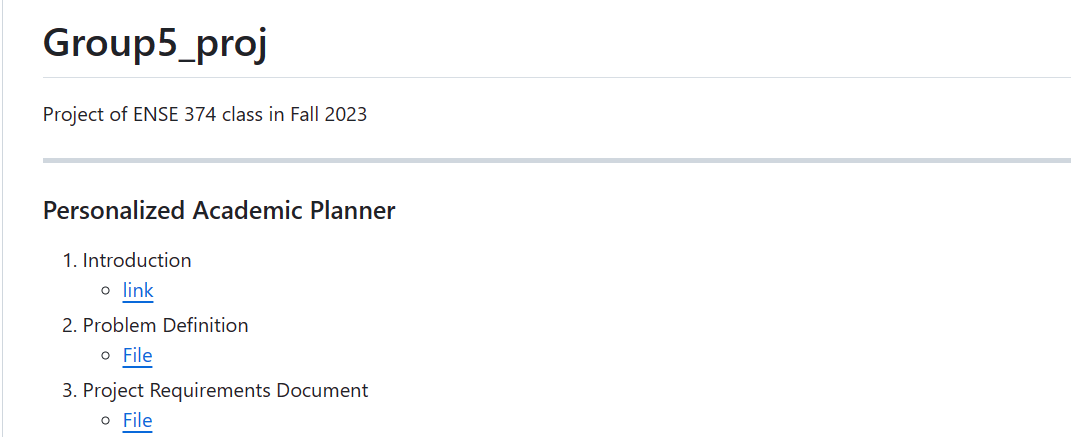 Group5_proj
Project of ENSE 374 class in Fall 2023
Personalized Academic Planner
1. Introduction
link
2. Problem Definition
File
3. Project Requirements Document
File